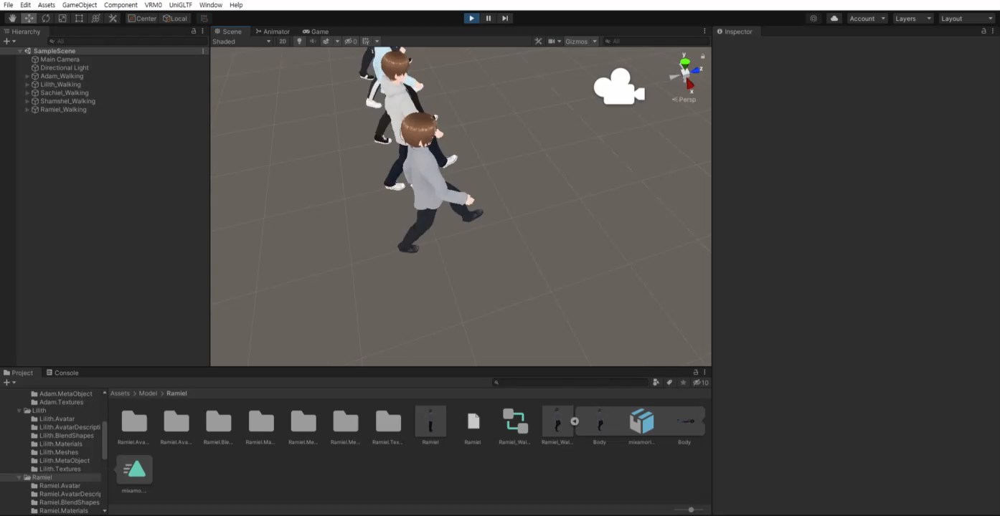 File Edit Assets GameObject Component VRM0 UniGLTF Window Help
Center Local Account Layers Layout
Hierarchy Scene Animator Game Inspector
All Shaded 2D 0 Gizmos All
SampleScene
Main Camera
Directional Light
Adam_Walking
Lilith_Walking
Sachiel_Walking
Shamshel_Walking
Ramiel_Walking
y
z
x
Persp
Project Console
10
Adam.MetaObject
Adam.Textures
Lilith
Lilith.Avatar
Lilith.AvatarDescripti
Lilith.BlendShapes
Lilith.Materials
Lilith.Meshes
Lilith.MetaObject
Lilith.Textures
Ramiel
Ramiel.Avatar
Ramiel.AvatarDescrip
Ramiel.BlendShapes
Ramiel.Materials
Assets > Model > Ramiel
Ramiel.Ava... Ramiel.Ava... Ramiel.Ble... Ramiel.Ma... Ramiel.Me... Ramiel.Me... Ramiel.Tex... Ramiel Ramiel Ramiel_Wal... Ramiel_Wal... Body mixamori... Body
mixamo...